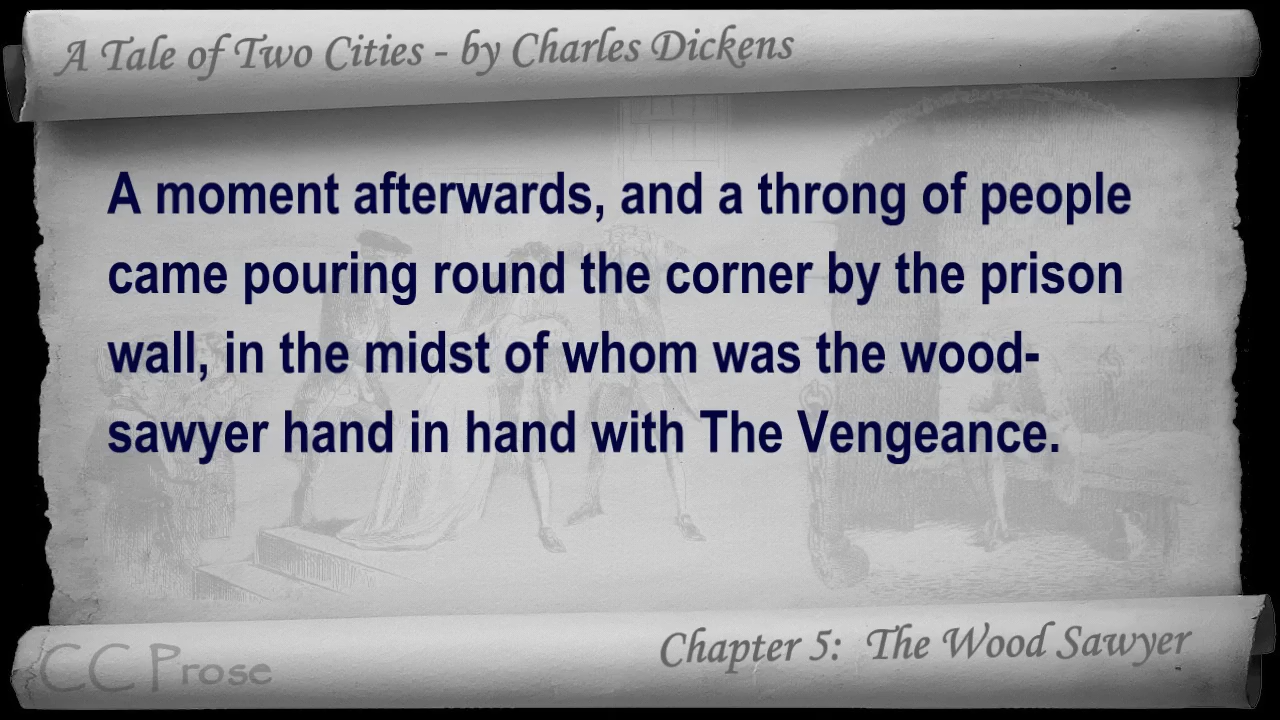 A Tale of Two Cities - by Charles Dickens
A moment afterwards, and a throng of people
came pouring round the corner by the prison
wall, in the midst of whom was the wood-
sawyer hand in hand with The Vengeance.
Chapter 5: The Wood Sawyer
CC Prose